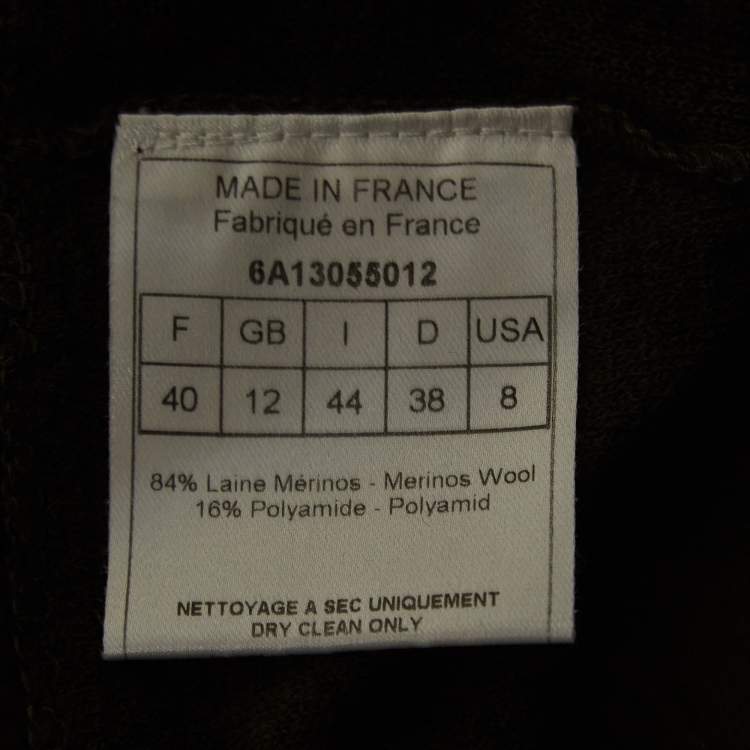 MADE IN FRANCE
Fabriqué en France
6A13055012
F GB I D USA
40 12 44 38 8
84% Laine Mérinos - Merinos Wool
16% Polyamide - Polyamid
NETTOYAGE A SEC UNIQUEMENT
DRY CLEAN ONLY